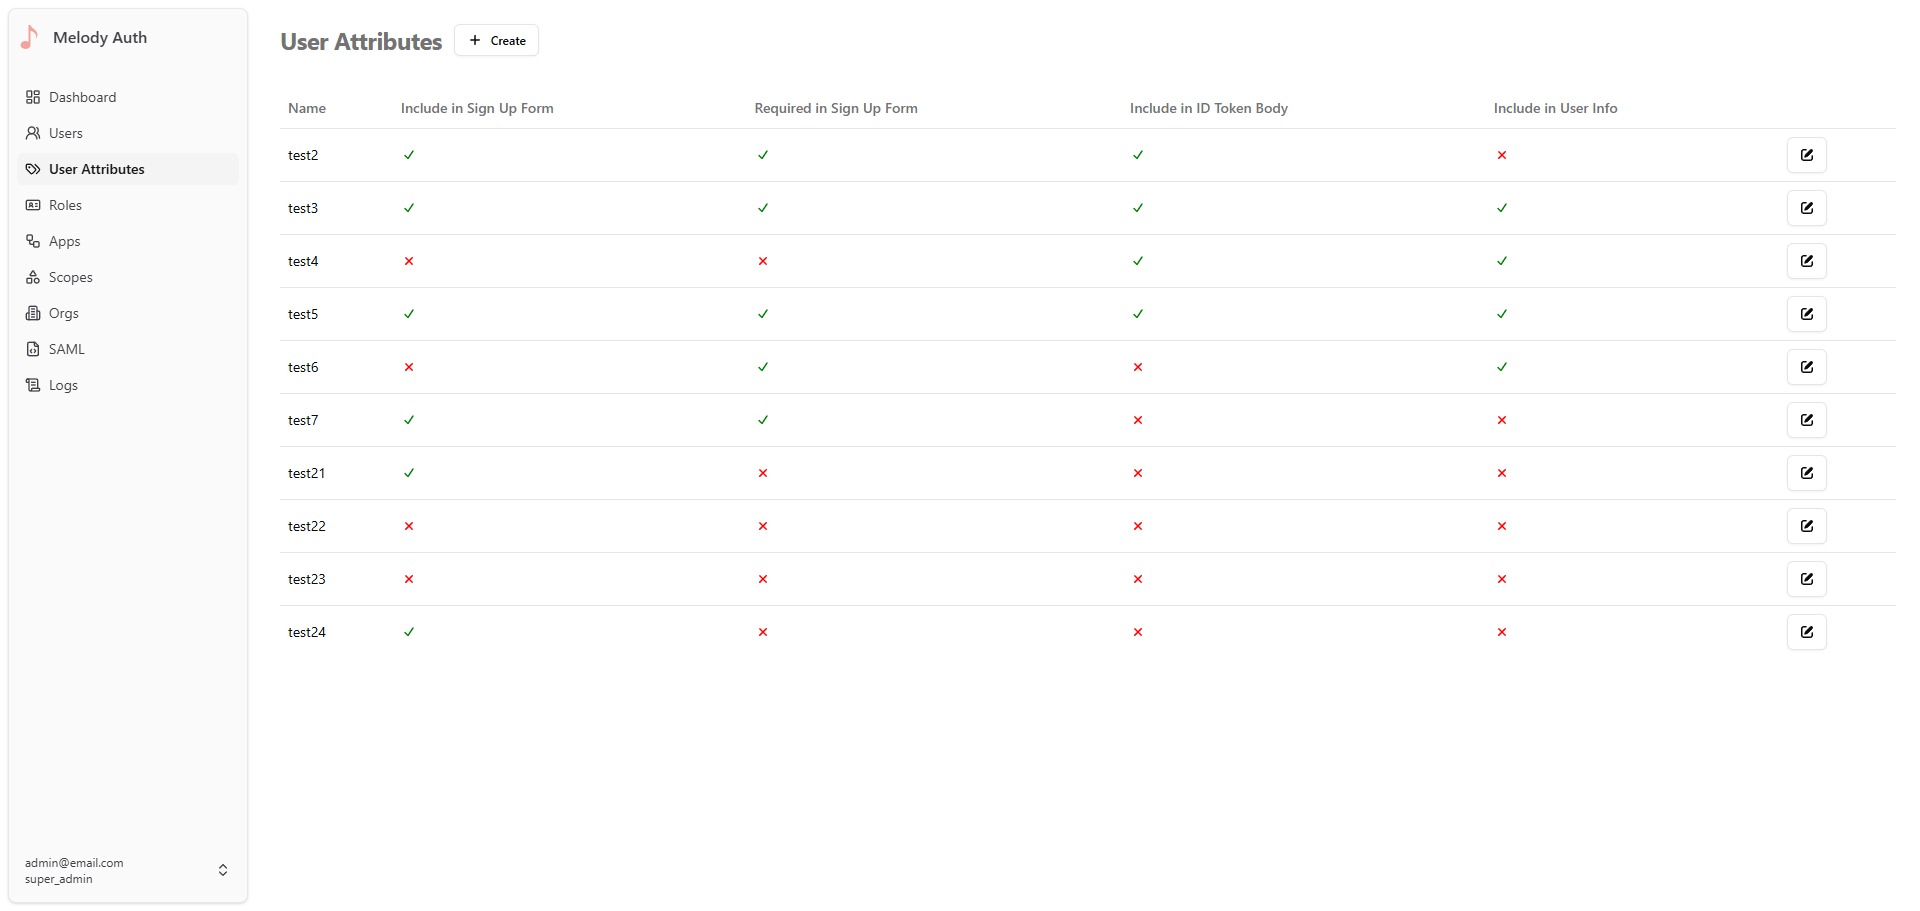 Melody Auth
Dashboard
Users
User Attributes
Roles
Apps
Scopes
Orgs
SAML
Logs
admin@email.com
super_admin
User Attributes
Create
Name Include in Sign Up Form Required in Sign Up Form Include in ID Token Body Include in User Info
test2
test3
test4
test5
test6
test7
test21
test22
test23
test24